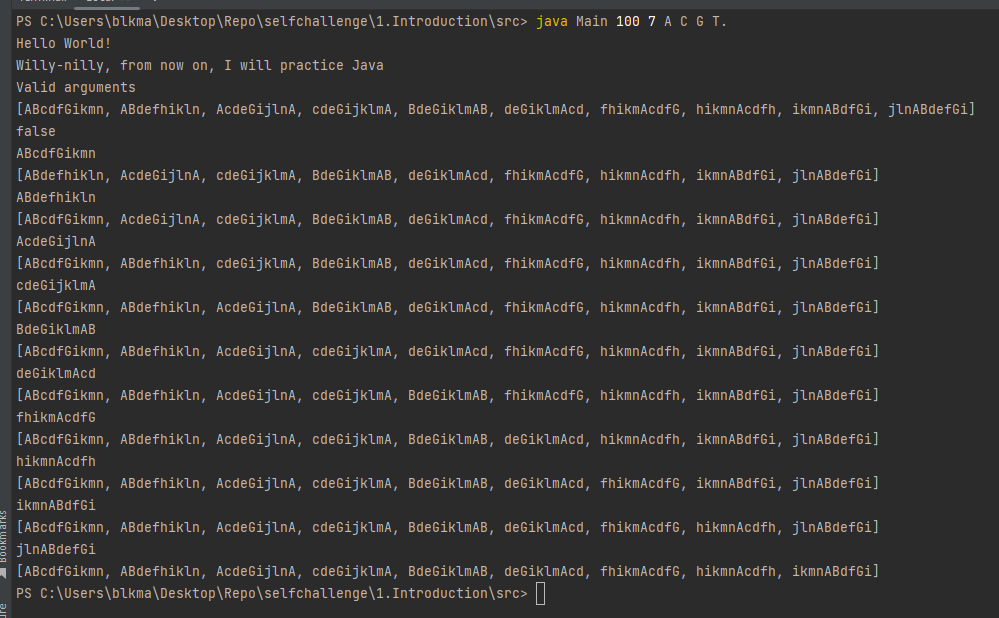 PS C:\Users\blkma\Desktop\Repo\selfchallenge\1.Introduction\src> java Main 100 7 A C G T.
Hello World!
Willy-nilly, from now on, I will practice Java
Valid arguments
[ABcdfGikmn, ABdefhikln, AcdeGijlnA, cdeGijklmA, BdeGiklmAB, deGiklmAcd, fhikmAcdfG, hikmnAcdfh, ikmnABdfGi, jlnABdefGi]
false
ABcdfGikmn
[ABdefhikln, AcdeGijlnA, cdeGijklmA, BdeGiklmAB, deGiklmAcd, fhikmAcdfG, hikmnAcdfh, ikmnABdfGi, jlnABdefGi]
ABdefhikln
[ABcdfGikmn, AcdeGijlnA, cdeGijklmA, BdeGiklmAB, deGiklmAcd, fhikmAcdfG, hikmnAcdfh, ikmnABdfGi, jlnABdefGi]
AcdeGijlnA
[ABcdfGikmn, ABdefhikln, cdeGijklmA, BdeGiklmAB, deGiklmAcd, fhikmAcdfG, hikmnAcdfh, ikmnABdfGi, jlnABdefGi]
cdeGijklmA
[ABcdfGikmn, ABdefhikln, AcdeGijlnA, BdeGiklmAB, deGiklmAcd, fhikmAcdfG, hikmnAcdfh, ikmnABdfGi, jlnABdefGi]
BdeGiklmAB
[ABcdfGikmn, ABdefhikln, AcdeGijlnA, cdeGijklmA, deGiklmAcd, fhikmAcdfG, hikmnAcdfh, ikmnABdfGi, jlnABdefGi]
deGiklmAcd
[ABcdfGikmn, ABdefhikln, AcdeGijlnA, cdeGijklmA, BdeGiklmAB, fhikmAcdfG, hikmnAcdfh, ikmnABdfGi, jlnABdefGi]
fhikmAcdfG
[ABcdfGikmn, ABdefhikln, AcdeGijlnA, cdeGijklmA, BdeGiklmAB, deGiklmAcd, hikmnAcdfh, ikmnABdfGi, jlnABdefGi]
hikmnAcdfh
[ABcdfGikmn, ABdefhikln, AcdeGijlnA, cdeGijklmA, BdeGiklmAB, deGiklmAcd, fhikmAcdfG, ikmnABdfGi, jlnABdefGi]
ikmnABdfGi
[ABcdfGikmn, ABdefhikln, AcdeGijlnA, cdeGijklmA, BdeGiklmAB, deGiklmAcd, fhikmAcdfG, hikmnAcdfh, jlnABdefGi]
jlnABdefGi
[ABcdfGikmn, ABdefhikln, AcdeGijlnA, cdeGijklmA, BdeGiklmAB, deGiklmAcd, fhikmAcdfG, hikmnAcdfh, ikmnABdfGi]
PS C:\Users\blkma\Desktop\Repo\selfchallenge\1.Introduction\src>
Bookmarks